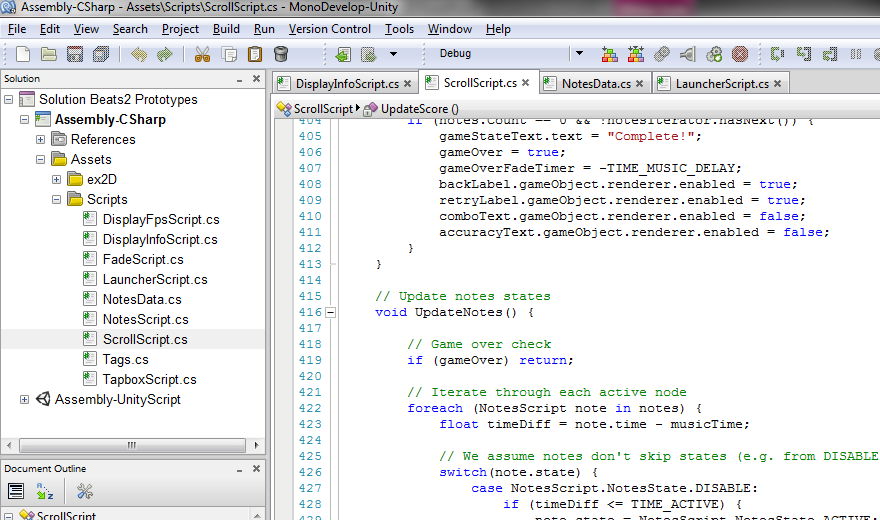 Assembly-CSharp - Assets\Scripts\ScrollScript.cs - MonoDevelop-Unity
File Edit View Search Project Build Run Version Control Tools Window Help
Debug
Solution
Solution Beats2 Prototypes
Assembly-CSharp
References
Assets
ex2D
Scripts
DisplayFpsScript.cs
DisplayInfoScript.cs
FadeScript.cs
LauncherScript.cs
NotesData.cs
NotesScript.cs
ScrollScript.cs
Tags.cs
TapboxScript.cs
Assembly-UnityScript
Document Outline
ScrollScript
DisplayInfoScript.cs ScrollScript.cs NotesData.cs LauncherScript.cs
ScrollScript UpdateScore ()
404 if (notes.Count == 0 && !notesIterator.hasNext()) {
405 gameStateText.text = "Complete!";
406 gameOver = true;
407 gameOverFadeTimer = -TIME_MUSIC_DELAY;
408 backLabel.gameObject.renderer.enabled = true;
409 retryLabel.gameObject.renderer.enabled = true;
410 comboText.gameObject.renderer.enabled = false;
411 accuracyText.gameObject.renderer.enabled = false;
412 }
413 }
414
415 // Update notes states
416 void UpdateNotes() {
417
418 // Game over check
419 if (gameOver) return;
420
421 // Iterate through each active node
422 foreach (NotesScript note in notes) {
423 float timeDiff = note.time - musicTime;
424
425 // We assume notes don't skip states (e.g. from DISABLE
426 switch(note.state) {
427 case NotesScript.NotesState.DISABLE:
428 if (timeDiff <= TIME_ACTIVE) {
429 note.state = NotesScript.NotesState.ACTIVE;